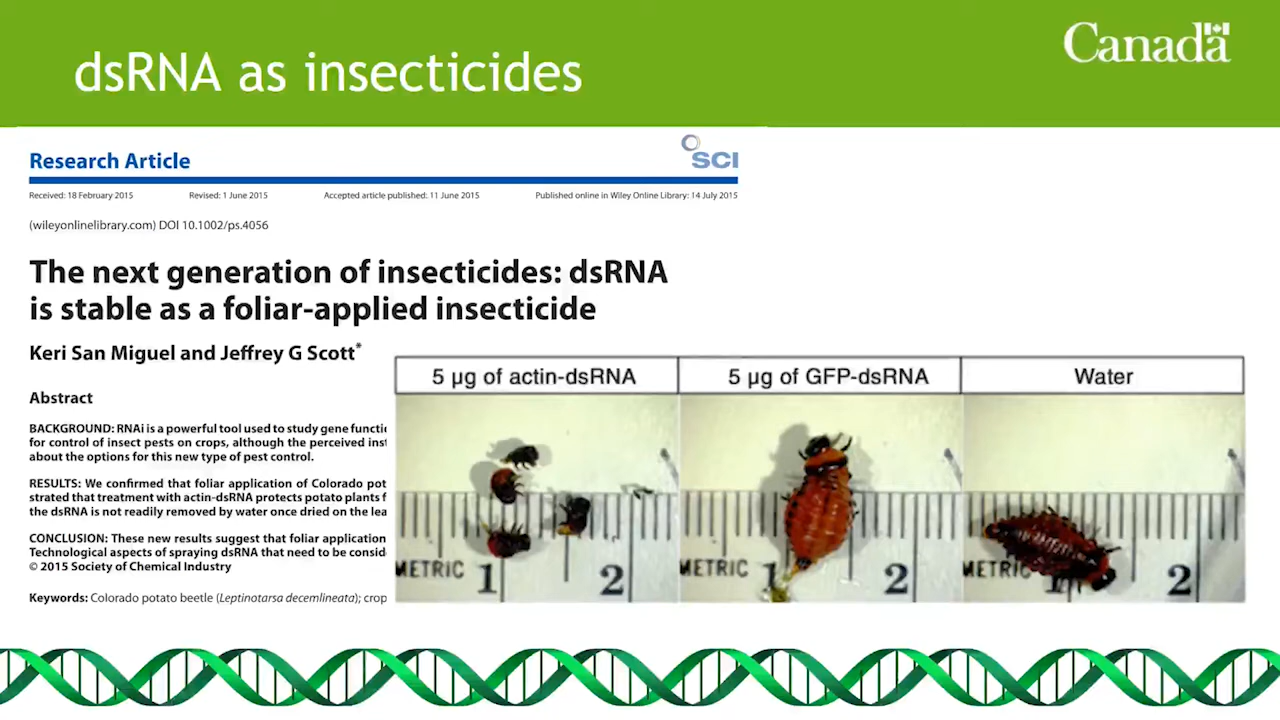 dsRNA as insecticides
Canada
Research Article
SCI
Received: 18 February 2015 Revised: 1 June 2015 Accepted article published: 11 June 2015 Published online in Wiley Online Library: 14 July 2015
(wileyonlinelibrary.com) DOI 10.1002/ps.4056
The next generation of insecticides: dsRNA
is stable as a foliar-applied insecticide
Keri San Miguel and Jeffrey G Scott*
Abstract
BACKGROUND: RNAi is a powerful tool used to study gene functi
for control of insect pests on crops, although the perceived inst
about the options for this new type of pest control.
RESULTS: We confirmed that foliar application of Colorado pot
strated that treatment with actin-dsRNA protects potato plants f
the dsRNA is not readily removed by water once dried on the lea
CONCLUSION: These new results suggest that foliar application
Technological aspects of spraying dsRNA that need to be consid
© 2015 Society of Chemical Industry
Keywords: Colorado potato beetle (Leptinotarsa decemlineata); crop
5 µg of actin-dsRNA 5 µg of GFP-dsRNA Water
METRIC 1 2
METRIC 1 2
METRIC 1 2